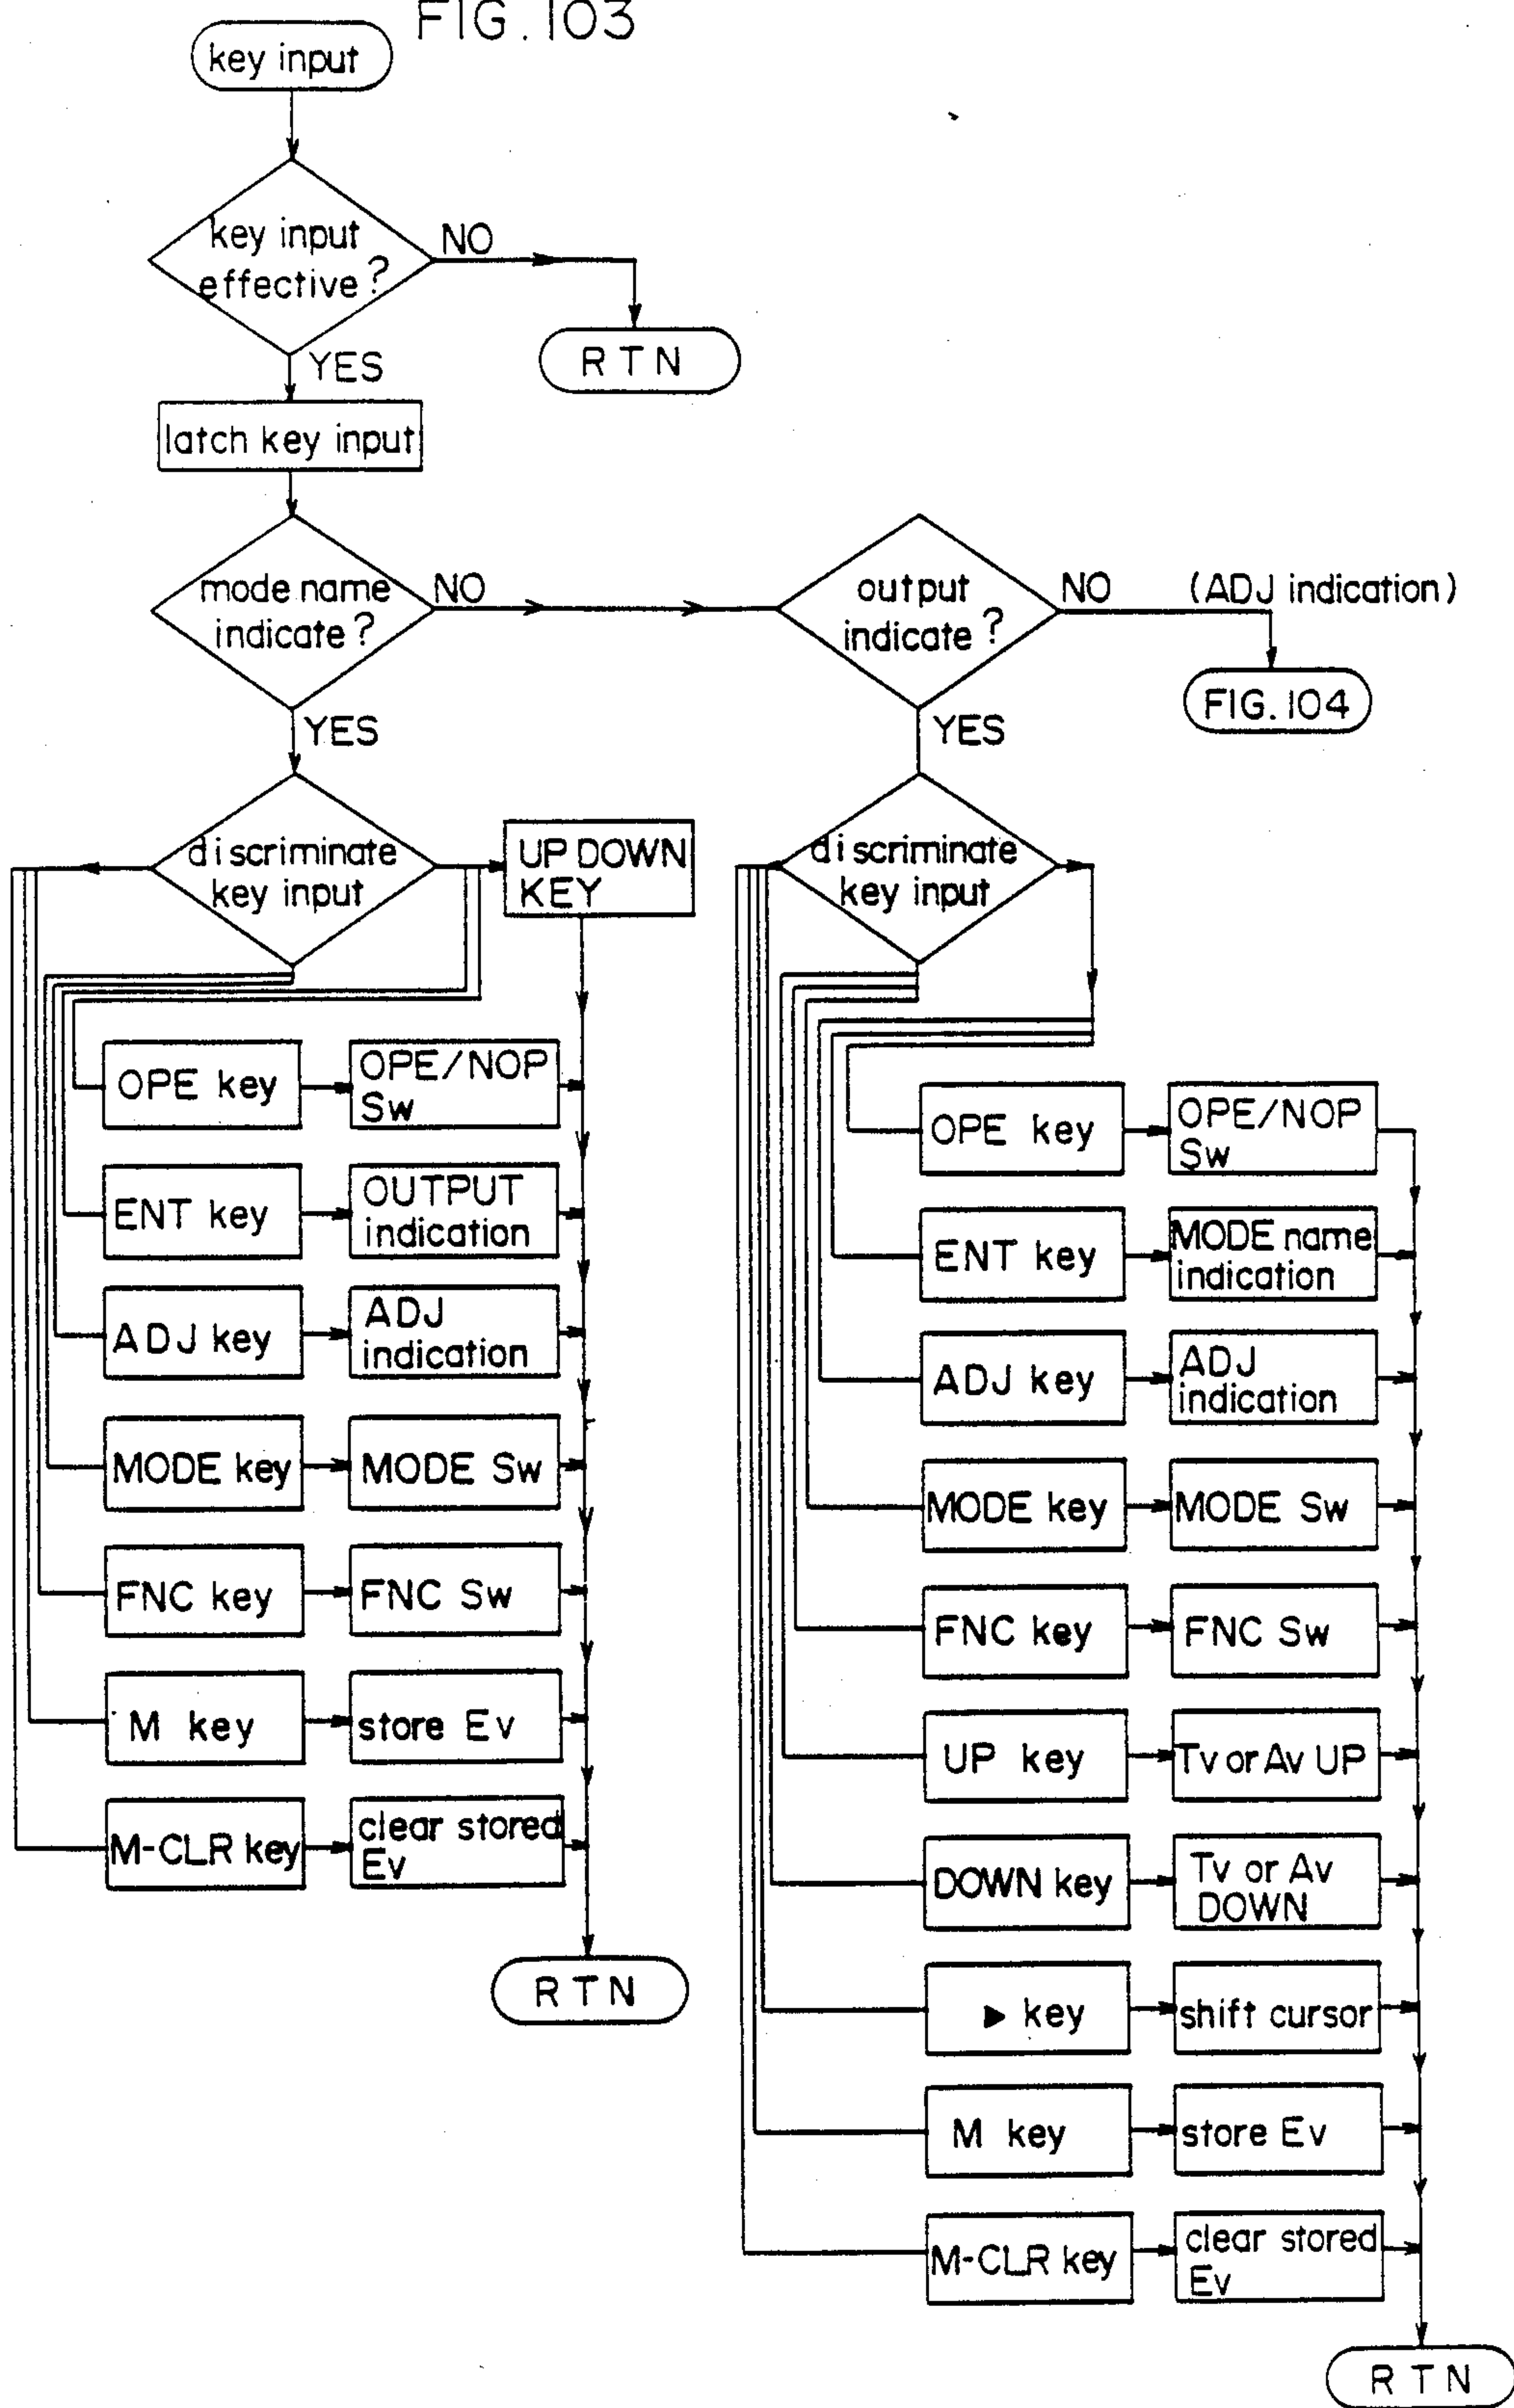 FIG. 103
key input
key input
effective?
NO
RTN
YES
latch key input
mode name
indicate?
NO
output
indicate?
NO
(ADJ indication)
FIG. 104
YES
YES
discriminate
key input
UP DOWN
KEY
OPE key
OPE/NOP
Sw
ENT key
OUTPUT
indication
ADJ key
ADJ
indication
MODE key
MODE Sw
FNC key
FNC Sw
M key
store Ev
M-CLR key
clear stored
Ev
RTN
discriminate
key input
OPE key
OPE/NOP
Sw
ENT key
MODE name
indication
ADJ key
ADJ
indication
MODE key
MODE Sw
FNC key
FNC Sw
UP key
Tv or Av UP
DOWN key
Tv or Av
DOWN
▶ key
shift cursor
M key
store Ev
M-CLR key
clear stored
Ev
RTN